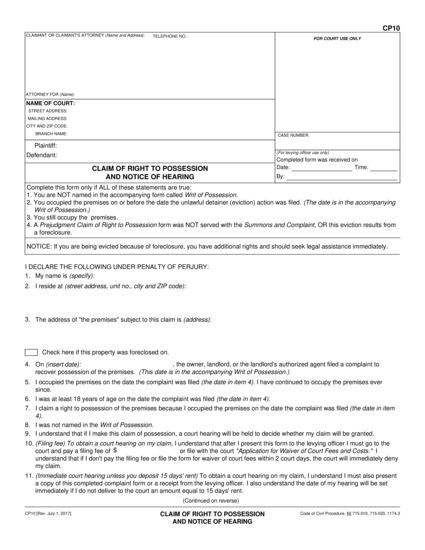 CP10
CLAIMANT OR CLAIMANT'S ATTORNEY (Name and Address): TELEPHONE NO.:
FOR COURT USE ONLY
ATTORNEY FOR (Name):
NAME OF COURT:
STREET ADDRESS:
MAILING ADDRESS:
CITY AND ZIP CODE:
BRANCH NAME:
CASE NUMBER:
Plaintiff:
Defendant:
(For levying officer use only)
Completed form was received on
Date: Time:
By:
CLAIM OF RIGHT TO POSSESSION
AND NOTICE OF HEARING
Complete this form only if ALL of these statements are true:
1. You are NOT named in the accompanying form called Writ of Possession.
2. You occupied the premises on or before the date the unlawful detainer (eviction) action was filed. (The date is in the accompanying
Writ of Possession.)
3. You still occupy the premises.
4. A Prejudgment Claim of Right to Possession form was NOT served with the Summons and Complaint, OR this eviction results from
a foreclosure.
NOTICE: If you are being evicted because of foreclosure, you have additional rights and should seek legal assistance immediately.
I DECLARE THE FOLLOWING UNDER PENALTY OF PERJURY:
1. My name is (specify):
2. I reside at (street address, unit no., city and ZIP code):
3. The address of "the premises" subject to this claim is (address):
Check here if this property was foreclosed on.
4. On (insert date): , the owner, landlord, or the landlord's authorized agent filed a complaint to
recover possession of the premises. (This date is in the accompanying Writ of Possession.)
5. I occupied the premises on the date the complaint was filed (the date in item 4). I have continued to occupy the premises ever
since.
6. I was at least 18 years of age on the date the complaint was filed (the date in item 4).
7. I claim a right to possession of the premises because I occupied the premises on the date the complaint was filed (the date in item
4).
8. I was not named in the Writ of Possession.
9. I understand that if I make this claim of possession, a court hearing will be held to decide whether my claim will be granted.
10. (Filing fee) To obtain a court hearing on my claim, I understand that after I present this form to the levying officer I must go to the
court and pay a filing fee of $ or file with the court "Application for Waiver of Court Fees and Costs." I
understand that if I don't pay the filing fee or file the form for waiver of court fees within 2 court days, the court will immediately deny
my claim.
11. (Immediate court hearing unless you deposit 15 days' rent) To obtain a court hearing on my claim, I understand I must also present
a copy of this completed complaint form or a receipt from the levying officer. I also understand the date of my hearing will be set
immediately if I do not deliver to the court an amount equal to 15 days' rent.
(Continued on reverse)
CP10 [Rev. July 1, 2017]
CLAIM OF RIGHT TO POSSESSION
AND NOTICE OF HEARING
Code of Civil Procedure, §§ 715.010, 715.020, 1174.3